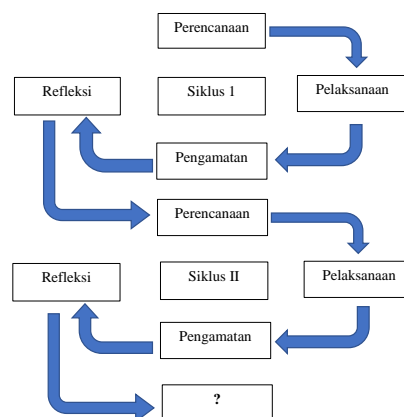 Perencanaan
Refleksi
Siklus 1
Pelaksanaan
Pengamatan
Perencanaan
Refleksi
Siklus II
Pelaksanaan
Pengamatan
?